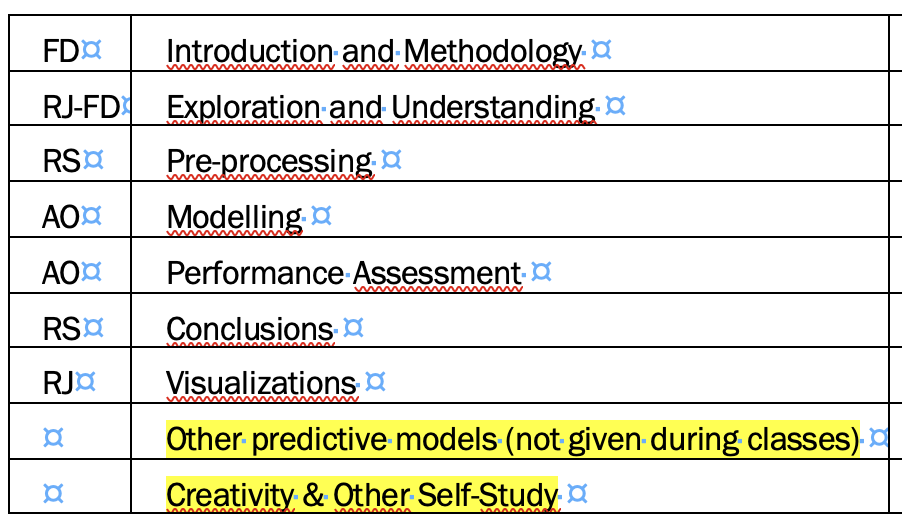 FD Introduction and Methodology
RJ-FD Exploration and Understanding
RS Pre-processing
AO Modelling
AO Performance Assessment
RS Conclusions
RJ Visualizations
Other predictive models (not given during classes)
Creativity & Other Self-Study